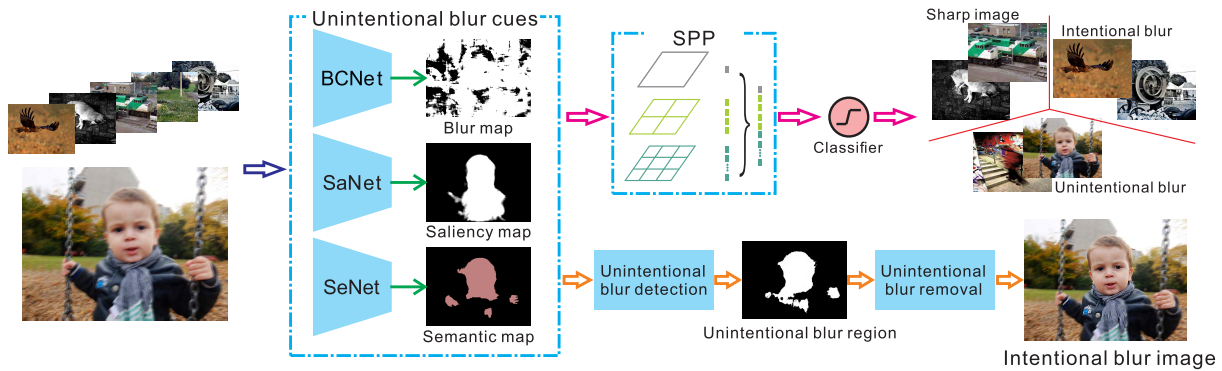 Unintentional blur cues
BCNet
Blur map
SaNet
Saliency map
SeNet
Semantic map
SPP
Classifier
Sharp image
Intentional blur
Unintentional blur
Unintentional
blur detection
Unintentional blur region
Unintentional
blur removal
Intentional blur image